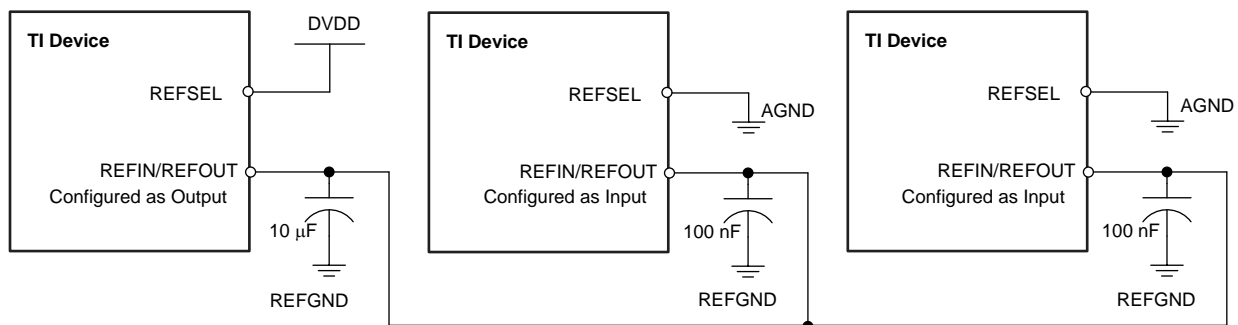 TI Device
DVDD
REFSEL
REFIN/REFOUT
Configured as Output
10 μF
REFGND
TI Device
REFSEL
AGND
REFIN/REFOUT
Configured as Input
100 nF
REFGND
TI Device
REFSEL
AGND
REFIN/REFOUT
Configured as Input
100 nF
REFGND